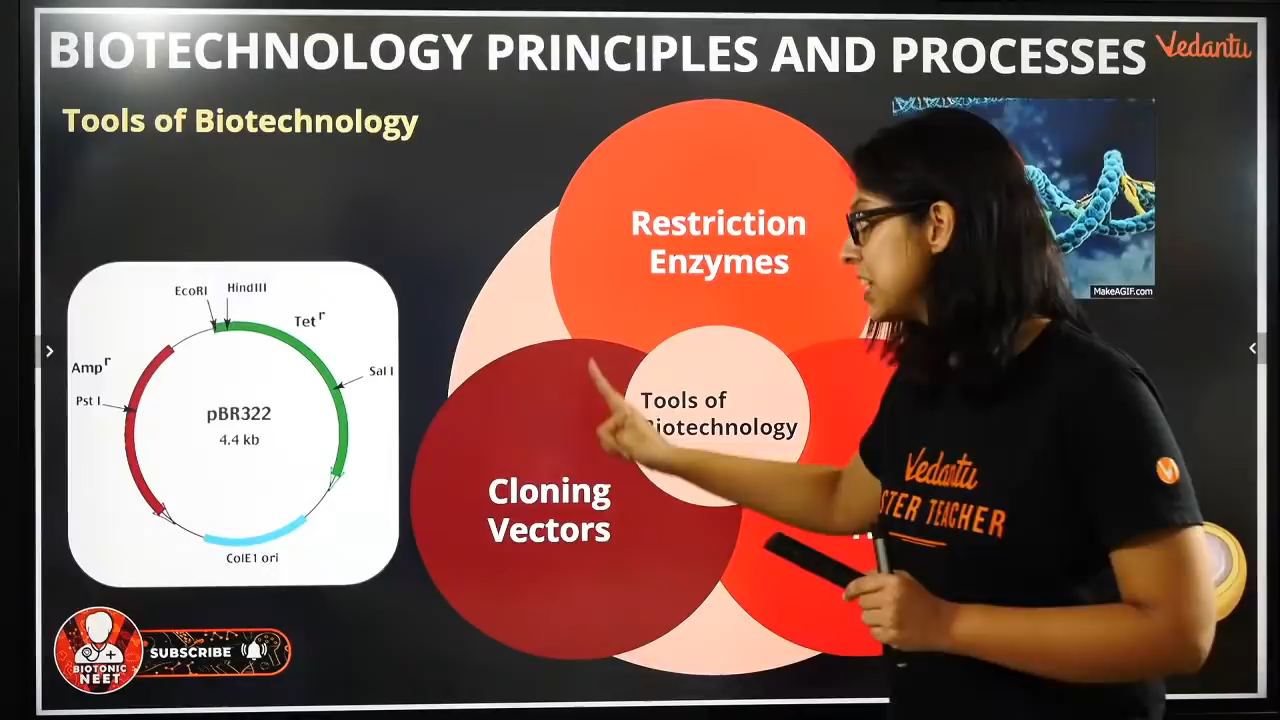 BIOTECHNOLOGY PRINCIPLES AND PROCESSES
Vedantu
Tools of Biotechnology
Restriction
Enzymes
MakeAGIF.com
EcoRI
HindIII
Tet r
Amp r
Sal I
Pst I
pBR322
4.4 kb
ColE1 ori
Tools of
Biotechnology
Cloning
Vectors
Vedantu
STER TEACHER
BIOTONIC
NEET
SUBSCRIBE